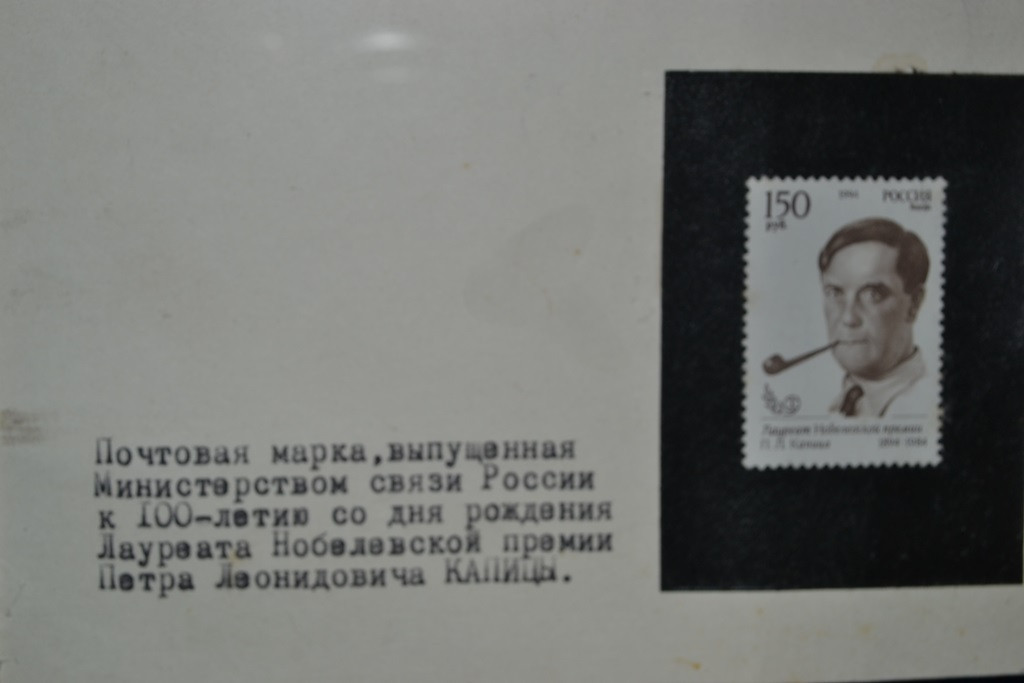 Почтовая марка,выпущенная
Министерством связи России
к 100-летию со дня рождения
Лауреата Нобелевской премии
Петра Леонидовича КАПИЦЫ.
150 1994 РОССИЯ
руб
Лауреат Нобелевской премии
П. Л. Капица 1894-1984